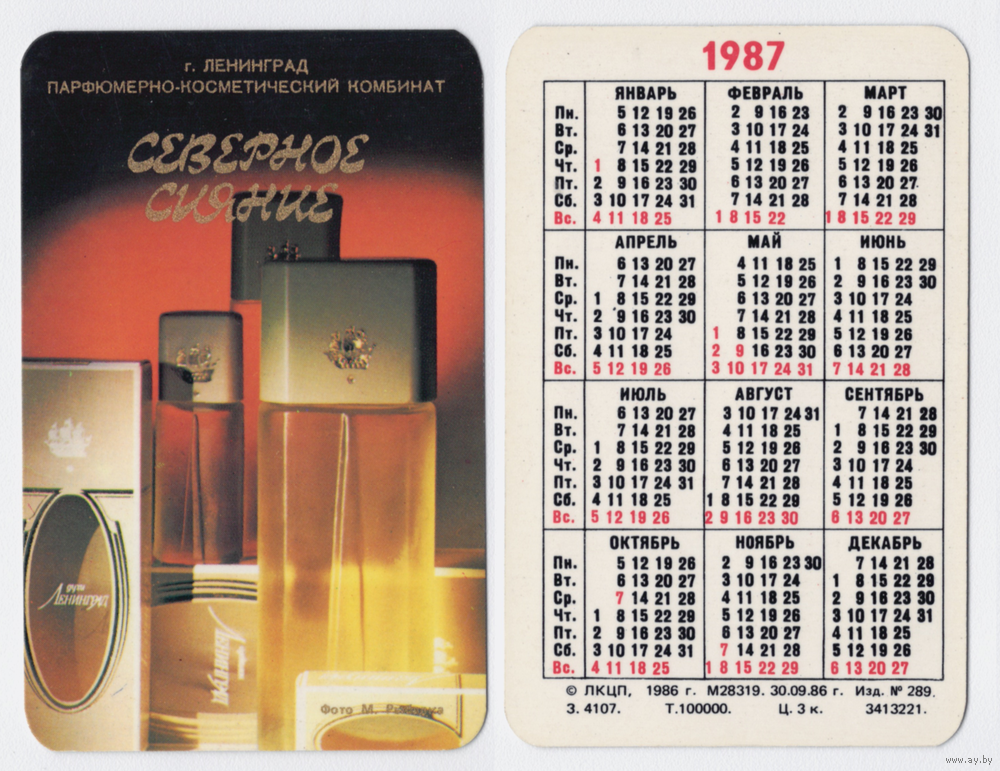 г. ЛЕНИНГРАД
ПАРФЮМЕРНО-КОСМЕТИЧЕСКИЙ КОМБИНАТ
СЕВЕРНОЕ
СИЯНИЕ
Ленинград
Ленинград
Фото М.
1987
ЯНВАРЬ ФЕВРАЛЬ МАРТ
Пн. 5 12 19 26 2 9 16 23 2 9 16 23 30
Вт. 6 13 20 27 3 10 17 24 3 10 17 24 31
Ср. 7 14 21 28 4 11 18 25 4 11 18 25
Чт. 1 8 15 22 29 5 12 19 26 5 12 19 26
Пт. 2 9 16 23 30 6 13 20 27 6 13 20 27
Сб. 3 10 17 24 31 7 14 21 28 7 14 21 28
Вс. 4 11 18 25 1 8 15 22 1 8 15 22 29
АПРЕЛЬ МАЙ ИЮНЬ
Пн. 6 13 20 27 4 11 18 25 1 8 15 22 29
Вт. 7 14 21 28 5 12 19 26 2 9 16 23 30
Ср. 1 8 15 22 29 6 13 20 27 3 10 17 24
Чт. 2 9 16 23 30 7 14 21 28 4 11 18 25
Пт. 3 10 17 24 1 8 15 22 29 5 12 19 26
Сб. 4 11 18 25 2 9 16 23 30 6 13 20 27
Вс. 5 12 19 26 3 10 17 24 31 7 14 21 28
ИЮЛЬ АВГУСТ СЕНТЯБРЬ
Пн. 6 13 20 27 3 10 17 24 31 7 14 21 28
Вт. 7 14 21 28 4 11 18 25 1 8 15 22 29
Ср. 1 8 15 22 29 5 12 19 26 2 9 16 23 30
Чт. 2 9 16 23 30 6 13 20 27 3 10 17 24
Пт. 3 10 17 24 31 7 14 21 28 4 11 18 25
Сб. 4 11 18 25 1 8 15 22 29 5 12 19 26
Вс. 5 12 19 26 2 9 16 23 30 6 13 20 27
ОКТЯБРЬ НОЯБРЬ ДЕКАБРЬ
Пн. 5 12 19 26 2 9 16 23 30 7 14 21 28
Вт. 6 13 20 27 3 10 17 24 1 8 15 22 29
Ср. 7 14 21 28 4 11 18 25 2 9 16 23 30
Чт. 1 8 15 22 29 5 12 19 26 3 10 17 24 31
Пт. 2 9 16 23 30 6 13 20 27 4 11 18 25
Сб. 3 10 17 24 31 7 14 21 28 5 12 19 26
Вс. 4 11 18 25 1 8 15 22 29 6 13 20 27
© ЛКЦП, 1986 г. М28319. 30.09.86 г. Изд. № 289.
З. 4107. Т.100000. Ц. 3 к. 3413221.
www.ay.by